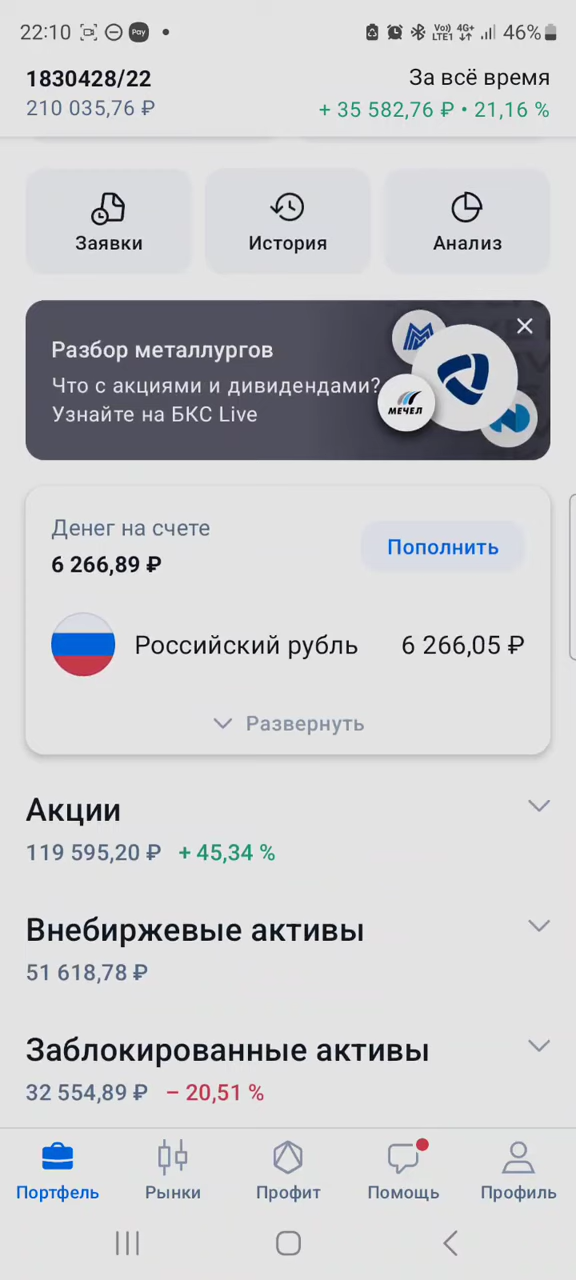 22:10 Pay Vo)) LTE1 4G+ 46%
1830428/22
За всё время
210 035,76 ₽
+ 35 582,76 ₽ • 21,16 %
Заявки
История
Анализ
Разбор металлургов
Что с акциями и дивидендами?
Узнайте на БКС Live
МЕЧЕЛ
Денег на счете
6 266,89 ₽
Пополнить
Российский рубль
6 266,05 ₽
Развернуть
Акции
119 595,20 ₽ + 45,34 %
Внебиржевые активы
51 618,78 ₽
Заблокированные активы
32 554,89 ₽ − 20,51 %
Портфель
Рынки
Профит
Помощь
Профиль